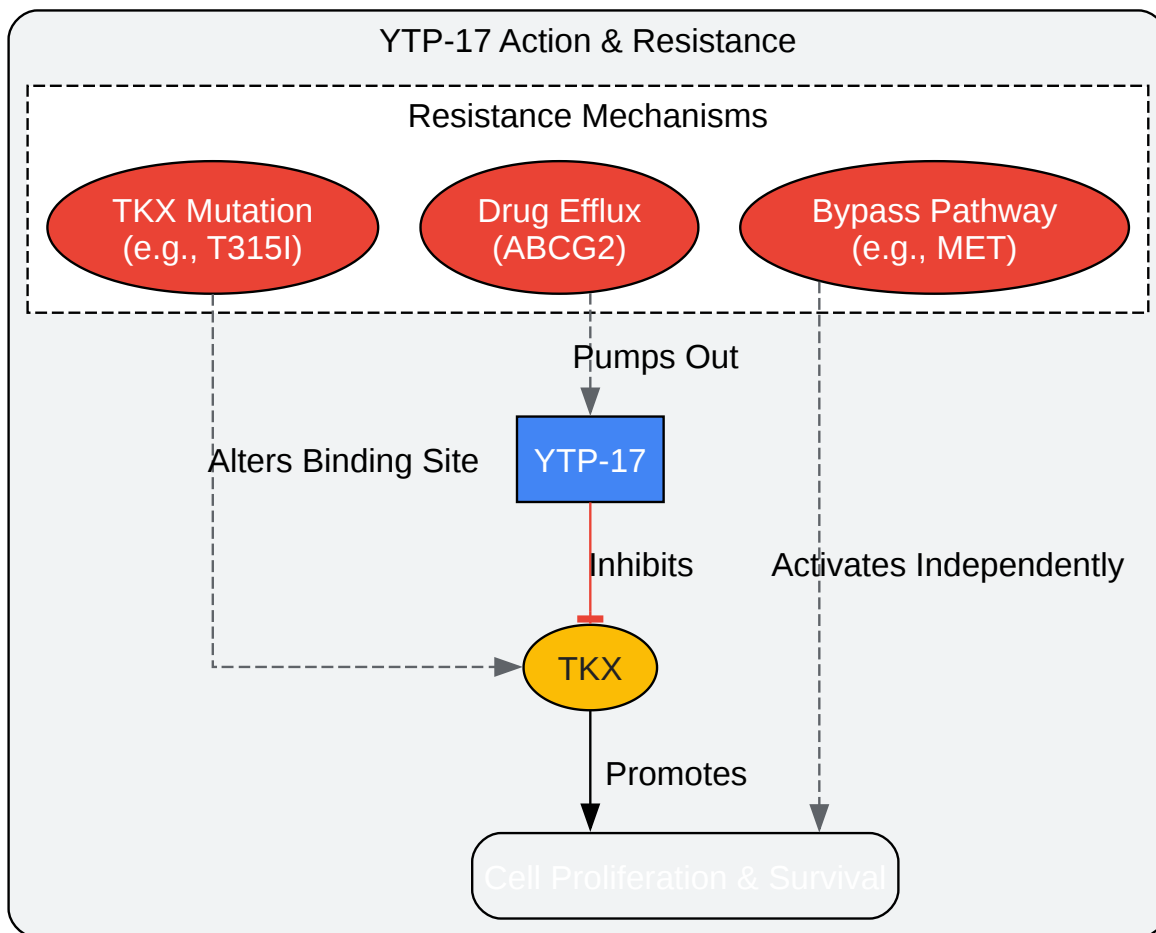 YTP-17 Action & Resistance
Resistance Mechanisms
TKX Mutation
(e.g., T315I)
Drug Efflux
(ABCG2)
Bypass Pathway
(e.g., MET)
Pumps Out
Alters Binding Site
YTP-17
Inhibits
Activates Independently
TKX
Promotes
Cell Proliferation & Survival